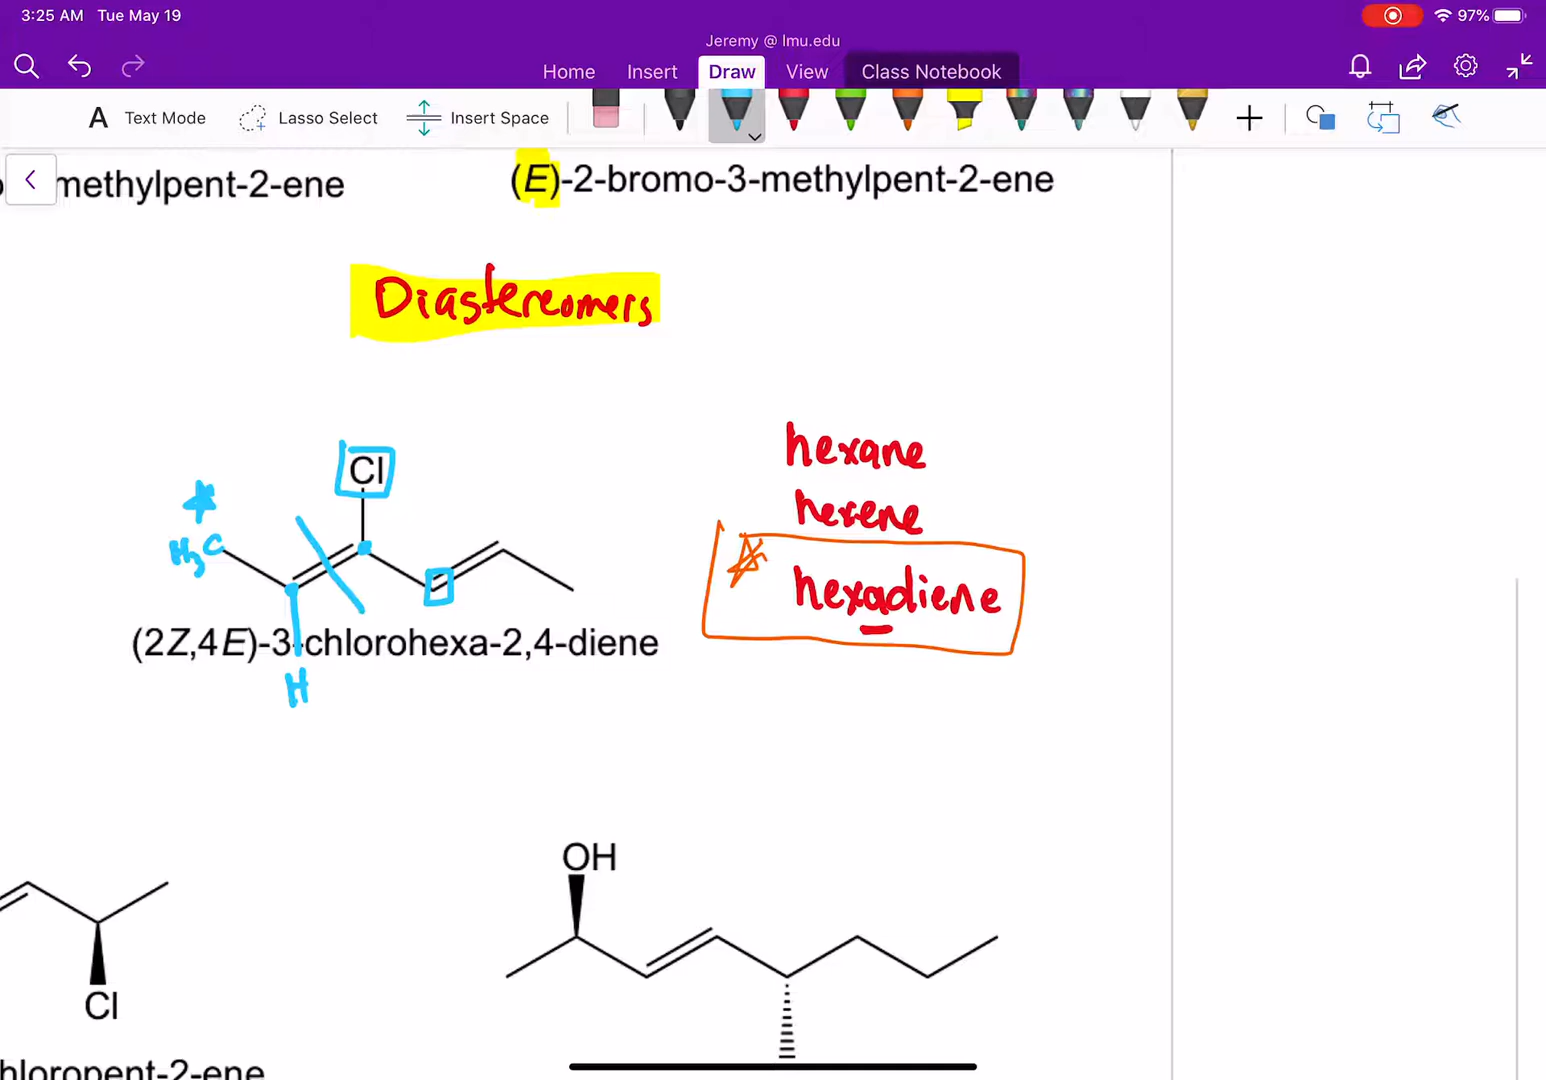 3:25 AM Tue May 19
97%
Jeremy @ lmu.edu
Home Insert Draw View Class Notebook
A Text Mode Lasso Select Insert Space
methylpent-2-ene
(E)-2-bromo-3-methylpent-2-ene
Diastereomers
hexane
Cl
hexene
H₃C
hexadiene
(2Z,4E)-3-chlorohexa-2,4-diene
H
OH
Cl
hloropent-2-ene